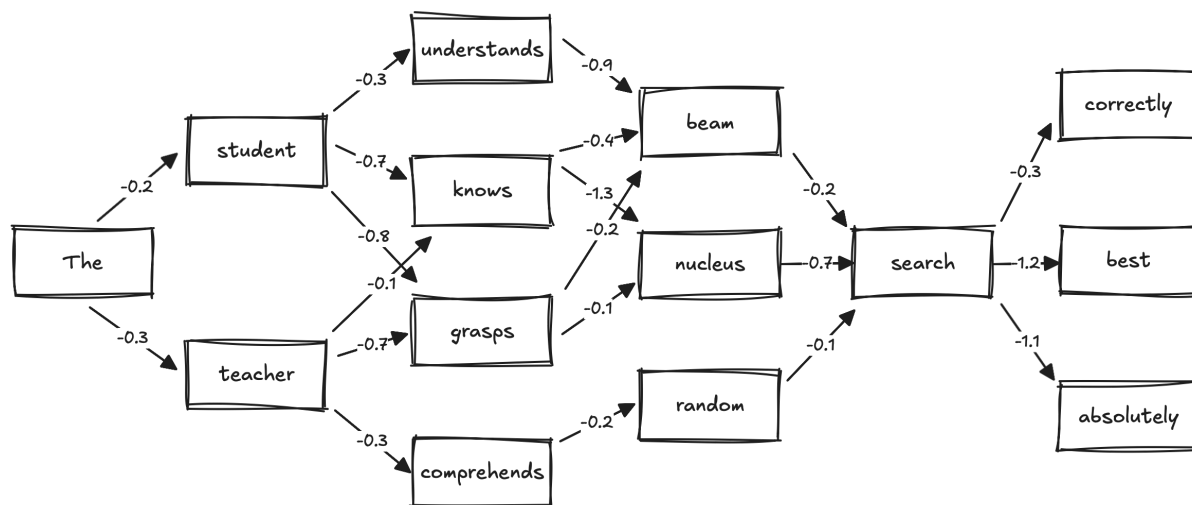 understands
-0.9
-0.3
correctly
beam
student
-0.4
-0.7
-0.2
knows
-0.2
-1.3
-0.3
-0.2
-0.8
The
nucleus
-0.7
search
-1.2
best
-0.1
-0.1
-0.3
grasps
-0.7
-0.1
-1.1
teacher
random
-0.2
absolutely
-0.3
comprehends